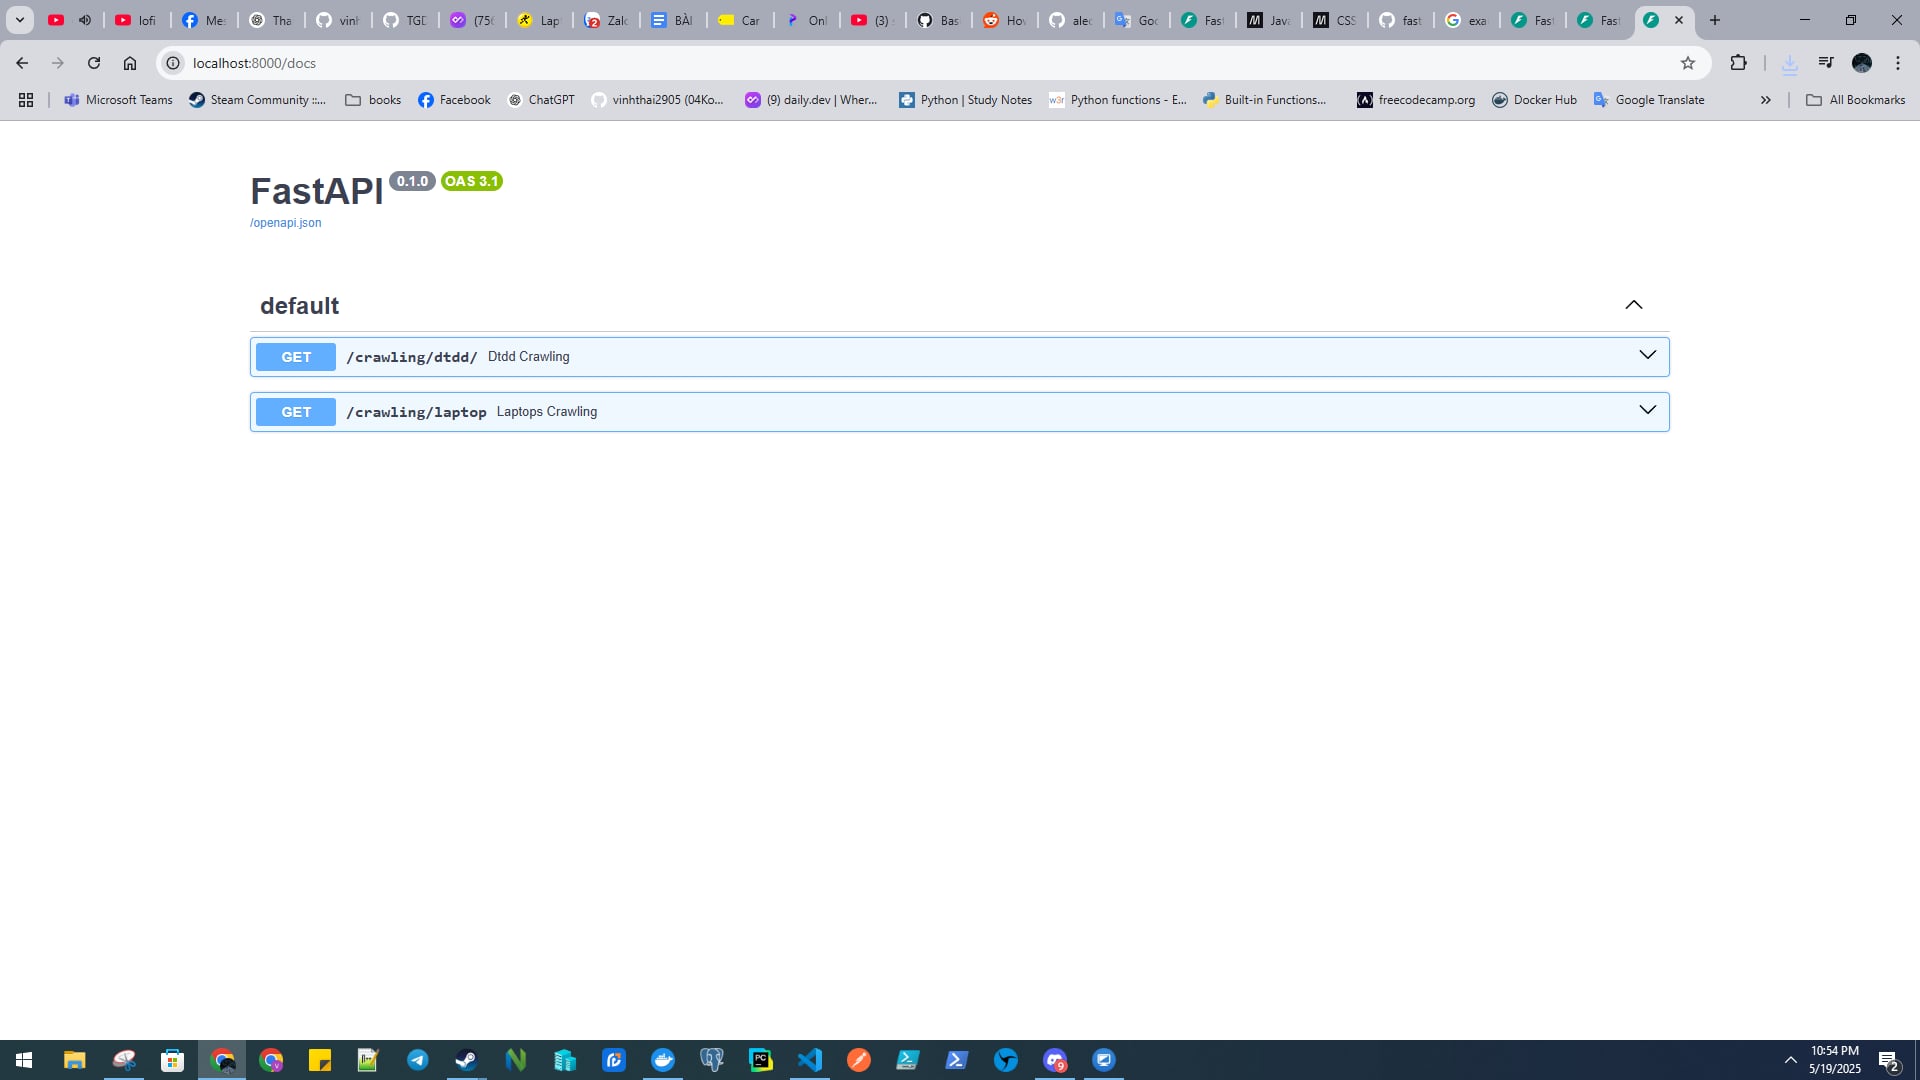 lofi
Mes
Tha
vinh
TGD
(756
Lap
Zalo
BÀI
Car
Onl
(3)
Bas
How
alec
Goo
Fast
Java
CSS
fast
exa
Fast
Fast
localhost:8000/docs
Microsoft Teams
Steam Community ::...
books
Facebook
ChatGPT
vinhthai2905 (04Ko...
(9) daily.dev | Wher...
Python | Study Notes
Python functions - E...
Built-in Functions...
freecodecamp.org
Docker Hub
Google Translate
All Bookmarks
FastAPI 0.1.0 OAS 3.1
/openapi.json
default
GET /crawling/dtdd/ Dtdd Crawling
GET /crawling/laptop Laptops Crawling
10:54 PM
5/19/2025